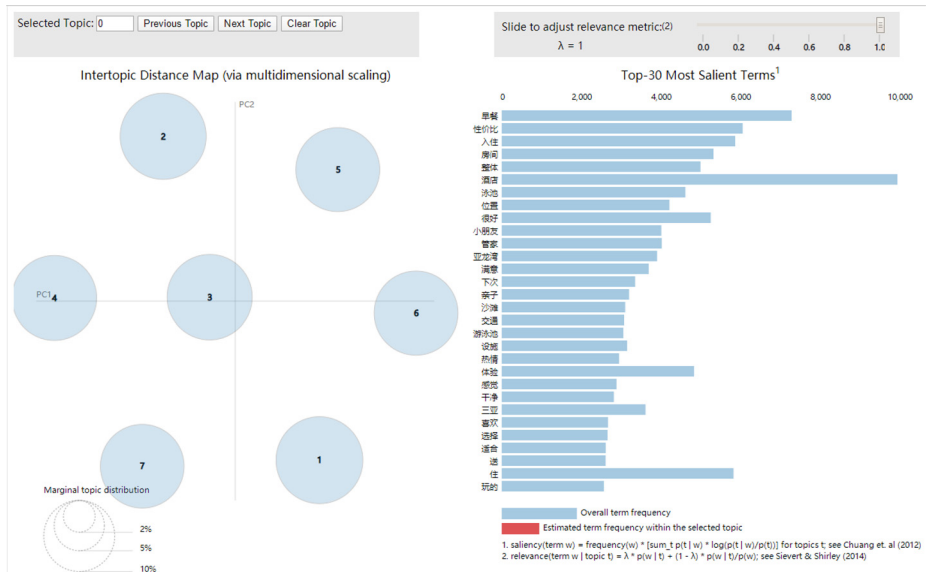 Selected Topic: 0 Previous Topic Next Topic Clear Topic
Slide to adjust relevance metric:(2)
λ = 1
0.0 0.2 0.4 0.6 0.8 1.0
Intertopic Distance Map (via multidimensional scaling)
PC2
PC1
2
5
4
3
6
7
1
Marginal topic distribution
2%
5%
10%
Top-30 Most Salient Terms1
0 2,000 4,000 6,000 8,000 10,000
早餐
性价比
入住
房间
整体
酒店
泳池
位置
很好
小朋友
管家
亚龙湾
满意
下次
亲子
沙滩
交通
游泳池
设施
热情
体验
感觉
干净
三亚
喜欢
选择
适合
送
住
玩的
Overall term frequency
Estimated term frequency within the selected topic
1. saliency(term w) = frequency(w) * [sum_t p(t | w) * log(p(t | w)/p(t))] for topics t; see Chuang et. al (2012)
2. relevance(term w | topic t) = λ * p(w | t) + (1 - λ) * p(w | t)/p(w); see Sievert & Shirley (2014)